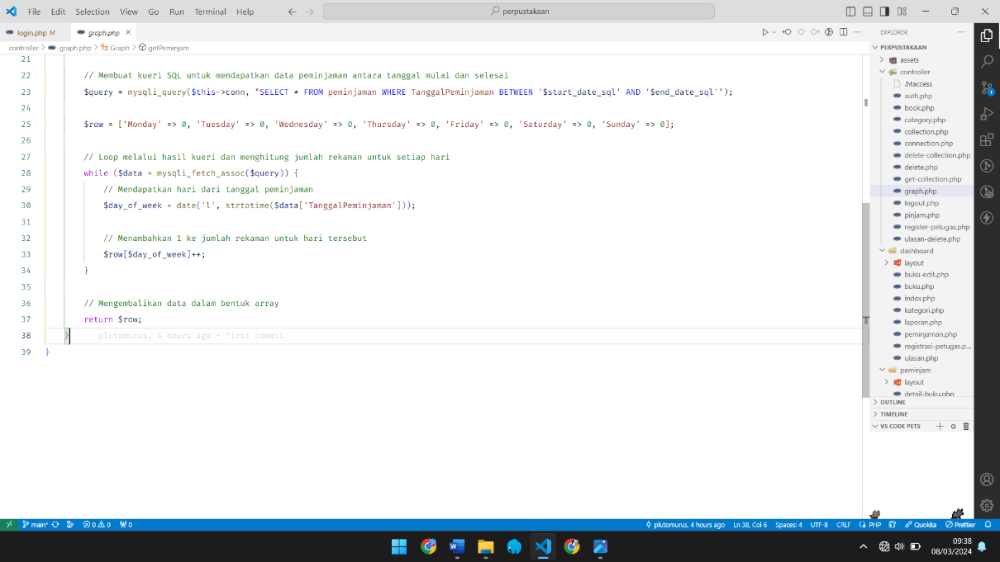 File Edit Selection View Go Run Terminal Help
perpustakaan
login.php M
graph.php
EXPLORER
controller > graph.php > Graph > getPeminjam
21
22 // Membuat kueri SQL untuk mendapatkan data peminjaman antara tanggal mulai dan selesai
23 $query = mysqli_query($this->conn, "SELECT * FROM peminjaman WHERE TanggalPeminjaman BETWEEN '$start_date_sql' AND '$end_date_sql'");
24
25 $row = ['Monday' => 0, 'Tuesday' => 0, 'Wednesday' => 0, 'Thursday' => 0, 'Friday' => 0, 'Saturday' => 0, 'Sunday' => 0];
26
27 // Loop melalui hasil kueri dan menghitung jumlah rekaman untuk setiap hari
28 while ($data = mysqli_fetch_assoc($query)) {
29 // Mendapatkan hari dari tanggal peminjaman
30 $day_of_week = date('l', strtotime($data['TanggalPeminjaman']));
31
32 // Menambahkan 1 ke jumlah rekaman untuk hari tersebut
33 $row[$day_of_week]++;
34 }
35
36 // Mengembalikan data dalam bentuk array
37 return $row;
38 } plutomurus, 4 hours ago • first commit
39 }
PERPUSTAKAAN
assets
controller
.htaccess
auth.php
book.php
category.php
collection.php
connection.php
delete-collection.php
delete.php
get-collection.php
graph.php
logout.php
pinjam.php
register-petugas.php
ulasan-delete.php
dashboard
layout
buku-edit.php
buku.php
index.php
kategori.php
laporan.php
peminjaman.php
registrasi-petugas.p...
ulasan.php
peminjam
layout
detail-buku.php
OUTLINE
TIMELINE
VS CODE PETS
1
main* 0 0 0
plutomurus, 4 hours ago Ln 38, Col 6 Spaces: 4 UTF-8 CRLF PHP Quokka Prettier
09:38
08/03/2024